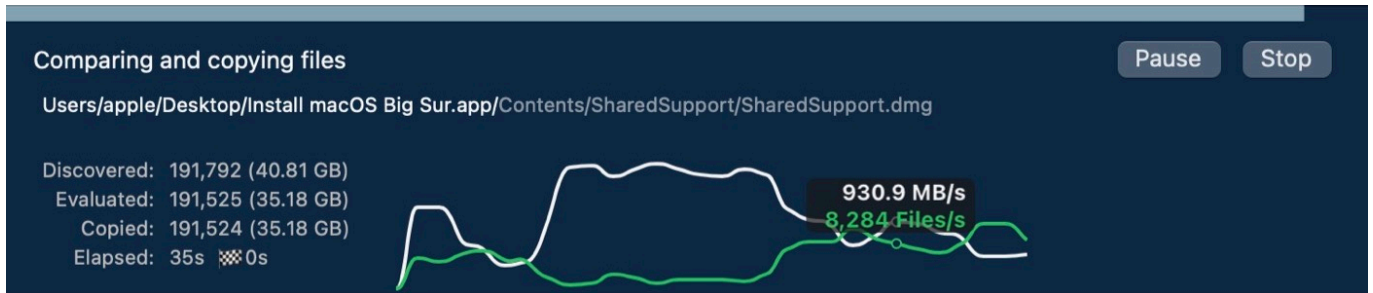 Comparing and copying files
Pause
Stop
Users/apple/Desktop/Install macOS Big Sur.app/Contents/SharedSupport/SharedSupport.dmg
Discovered: 191,792 (40.81 GB)
Evaluated: 191,525 (35.18 GB)
Copied: 191,524 (35.18 GB)
Elapsed: 35s 🏁 0s
930.9 MB/s
8,284 Files/s